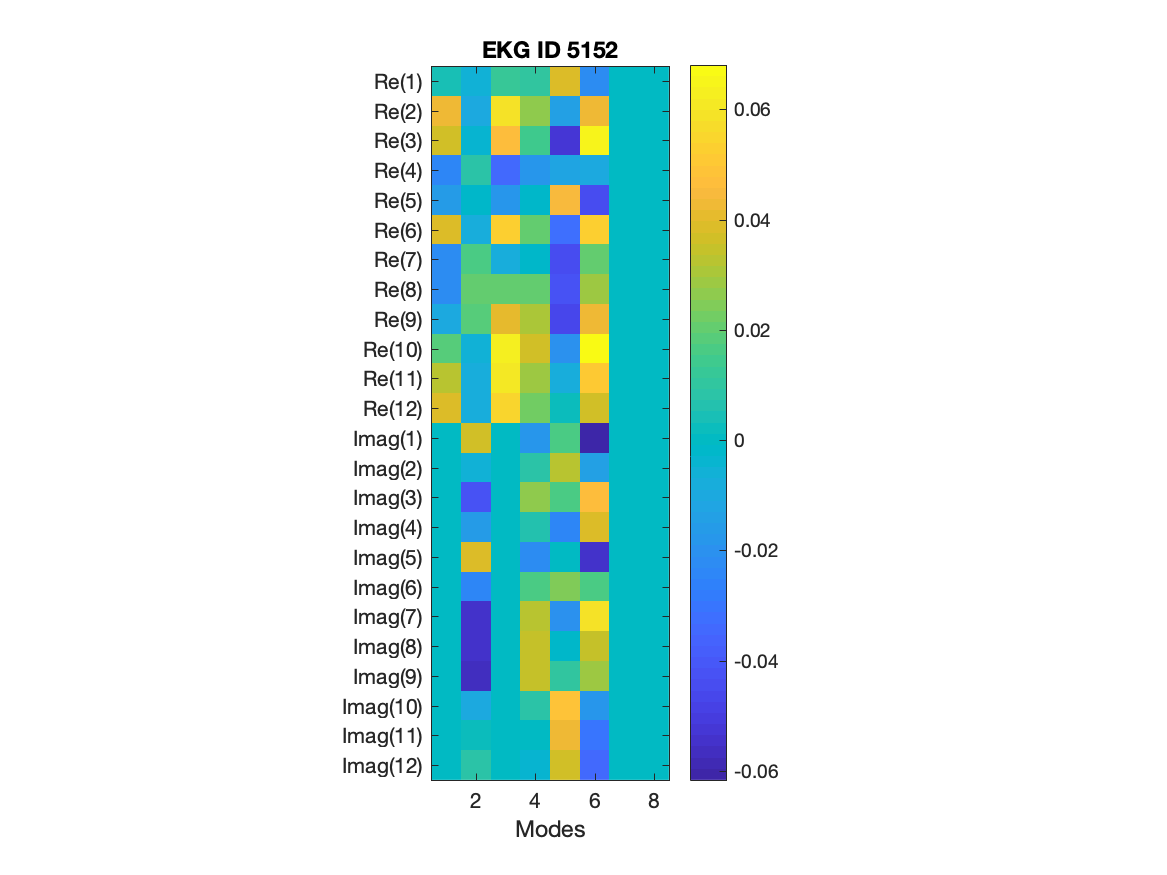 EKG ID 5152
Re(1)
Re(2)
Re(3)
Re(4)
Re(5)
Re(6)
Re(7)
Re(8)
Re(9)
Re(10)
Re(11)
Re(12)
Imag(1)
Imag(2)
Imag(3)
Imag(4)
Imag(5)
Imag(6)
Imag(7)
Imag(8)
Imag(9)
Imag(10)
Imag(11)
Imag(12)
2 4 6 8
Modes
0.06
0.04
0.02
0
-0.02
-0.04
-0.06